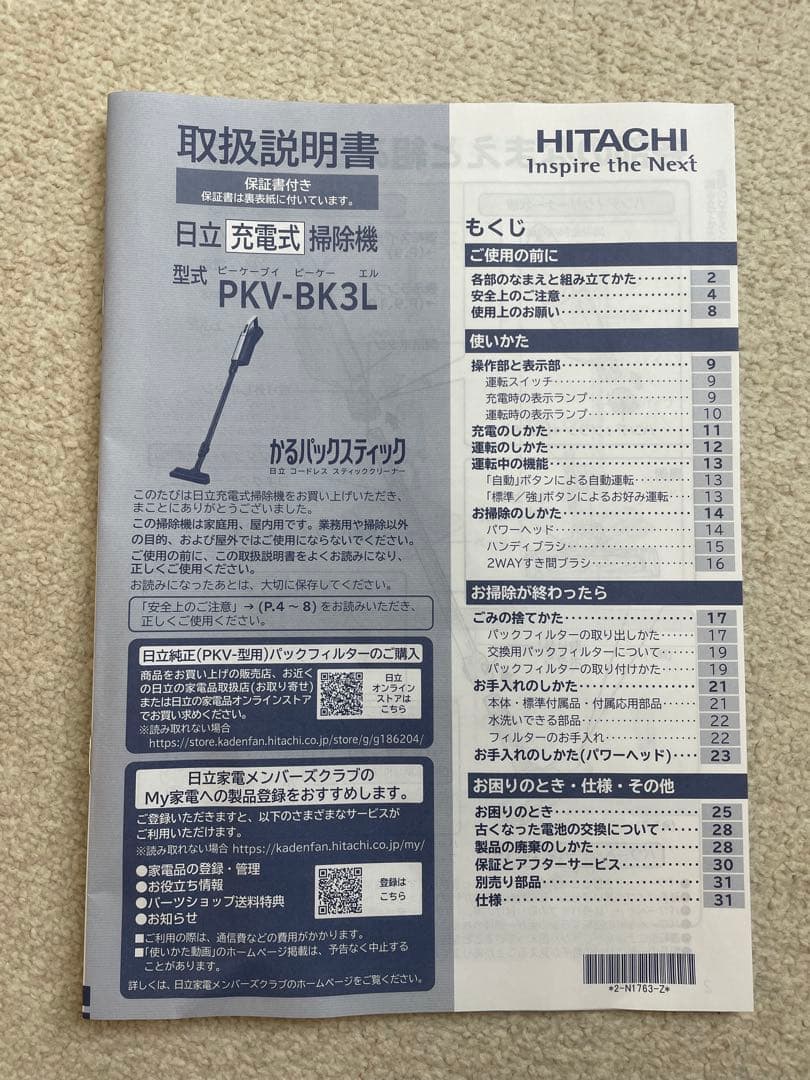 取扱説明書
保証書付き
保証書は裏表紙に付いています。
日立 充電式 掃除機
ピーケーブイ ビーケー エル
型式 PKV-BK3L
かるパックスティック
日立 コードレス スティッククリーナー
このたびは日立充電式掃除機をお買い上げいただき、
まことにありがとうございました。
この掃除機は家庭用、屋内用です。業務用や掃除以外
の目的、および屋外ではご使用にならないでください。
ご使用の前に、この取扱説明書をよくお読みになり、
正しくご使用ください。
お読みになったあとは、大切に保存してください。
「安全上のご注意」→(P.4～8)をお読みいただき、
正しくご使用ください。
日立純正(PKV-型用)パックフィルターのご購入
商品をお買い上げの販売店、お近く
の日立の家電品取扱店(お取り寄せ)
または日立の家電品オンラインストア
でお買い求めください。
※読み取れない場合
https://store.kadenfan.hitachi.co.jp/store/g/g186204/
日立
オンライン
ストアは
こちら
日立家電メンバーズクラブの
My家電への製品登録をおすすめします。
ご登録いただきますと、以下のさまざまなサービスが
ご利用いただけます。
※読み取れない場合 https://kadenfan.hitachi.co.jp/my/
●家電品の登録・管理
●お役立ち情報
●パーツショップ送料特典
●お知らせ
登録は
こちら
■ご利用の際は、通信費などの費用がかかります。
■「使いかた動画」のホームページ掲載は、予告なく中止する
ことがあります。
詳しくは、日立家電メンバーズクラブのホームページをご覧ください。
HITACHI
Inspire the Next
もくじ
ご使用の前に
各部のなまえと組み立てかた‥‥‥‥ 2
安全上のご注意‥‥‥‥‥‥‥‥ 4
使用上のお願い‥‥‥‥‥‥‥‥ 8
使いかた
操作部と表示部‥‥‥‥‥‥‥‥ 9
運転スイッチ‥‥‥‥‥‥‥‥ 9
充電時の表示ランプ‥‥‥‥‥‥ 9
運転時の表示ランプ‥‥‥‥‥‥ 10
充電のしかた‥‥‥‥‥‥‥‥ 11
運転のしかた‥‥‥‥‥‥‥‥ 12
運転中の機能‥‥‥‥‥‥‥‥ 13
「自動」ボタンによる自動運転‥‥‥ 13
「標準／強」ボタンによるお好み運転‥‥ 13
お掃除のしかた‥‥‥‥‥‥‥‥ 14
パワーヘッド‥‥‥‥‥‥‥‥ 14
ハンディブラシ‥‥‥‥‥‥‥‥ 15
2WAYすき間ブラシ‥‥‥‥‥‥ 16
お掃除が終わったら
ごみの捨てかた‥‥‥‥‥‥‥‥ 17
パックフィルターの取り出しかた‥‥‥ 17
交換用パックフィルターについて‥‥‥ 19
パックフィルターの取り付けかた‥‥‥ 19
お手入れのしかた‥‥‥‥‥‥‥ 21
本体・標準付属品・付属応用部品‥‥‥ 21
水洗いできる部品‥‥‥‥‥‥‥ 22
フィルターのお手入れ‥‥‥‥‥‥ 22
お手入れのしかた(パワーヘッド)‥‥ 23
お困りのとき・仕様・その他
お困りのとき‥‥‥‥‥‥‥‥ 25
古くなった電池の交換について‥‥‥ 28
製品の廃棄のしかた‥‥‥‥‥‥ 28
保証とアフターサービス‥‥‥‥‥ 30
別売り部品‥‥‥‥‥‥‥‥‥ 31
仕様‥‥‥‥‥‥‥‥‥‥‥ 31
*2-N1763-Z*